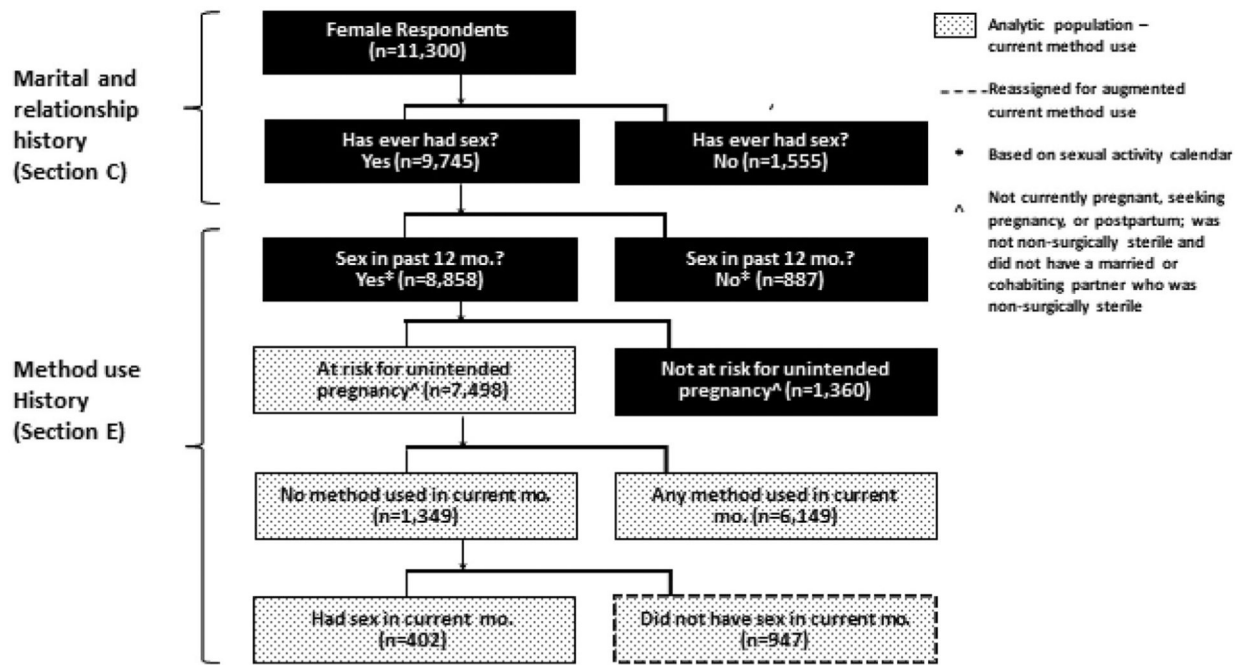 Female Respondents
(n=11,300)
Marital and
relationship
history
(Section C)
Has ever had sex?
Yes (n=9,745)
Has ever had sex?
No (n=1,555)
Method use
History
(Section E)
Sex in past 12 mo.?
Yes* (n=8,858)
Sex in past 12 mo.?
No* (n=887)
At risk for unintended
pregnancy^ (n=7,498)
Not at risk for unintended
pregnancy^ (n=1,360)
No method used in current mo.
(n=1,349)
Any method used in current
mo. (n=6,149)
Had sex in current mo.
(n=402)
Did not have sex in current mo.
(n=947)
Analytic population –
current method use
Reassigned for augmented
current method use
* Based on sexual activity calendar
^ Not currently pregnant, seeking
pregnancy, or postpartum; was
not non-surgically sterile and
did not have a married or
cohabiting partner who was
non-surgically sterile